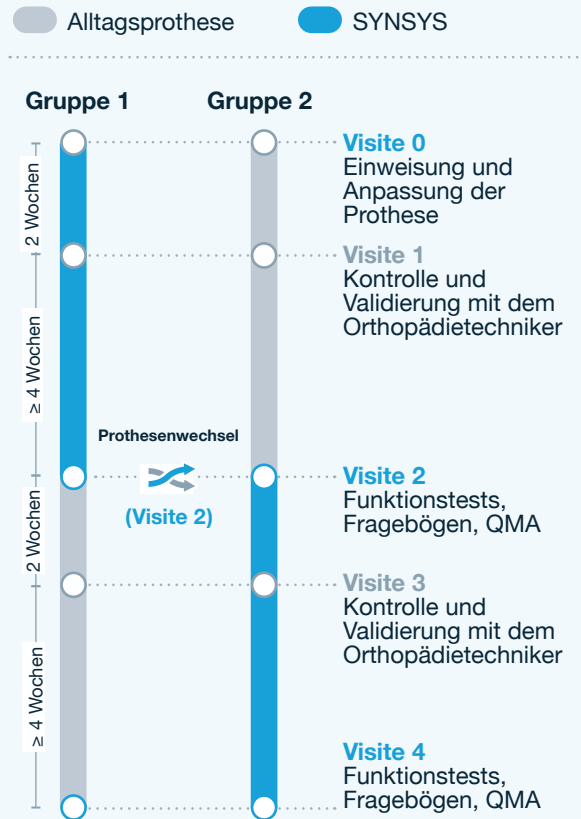 Alltagsprothese
SYNSYS
Gruppe 1
Gruppe 2
2 Wochen
≥ 4 Wochen
2 Wochen
≥ 4 Wochen
Prothesenwechsel
(Visite 2)
Visite 0
Einweisung und
Anpassung der
Prothese
Visite 1
Kontrolle und
Validierung mit dem
Orthopädietechniker
Visite 2
Funktionstests,
Fragebögen, QMA
Visite 3
Kontrolle und
Validierung mit dem
Orthopädietechniker
Visite 4
Funktionstests,
Fragebögen, QMA